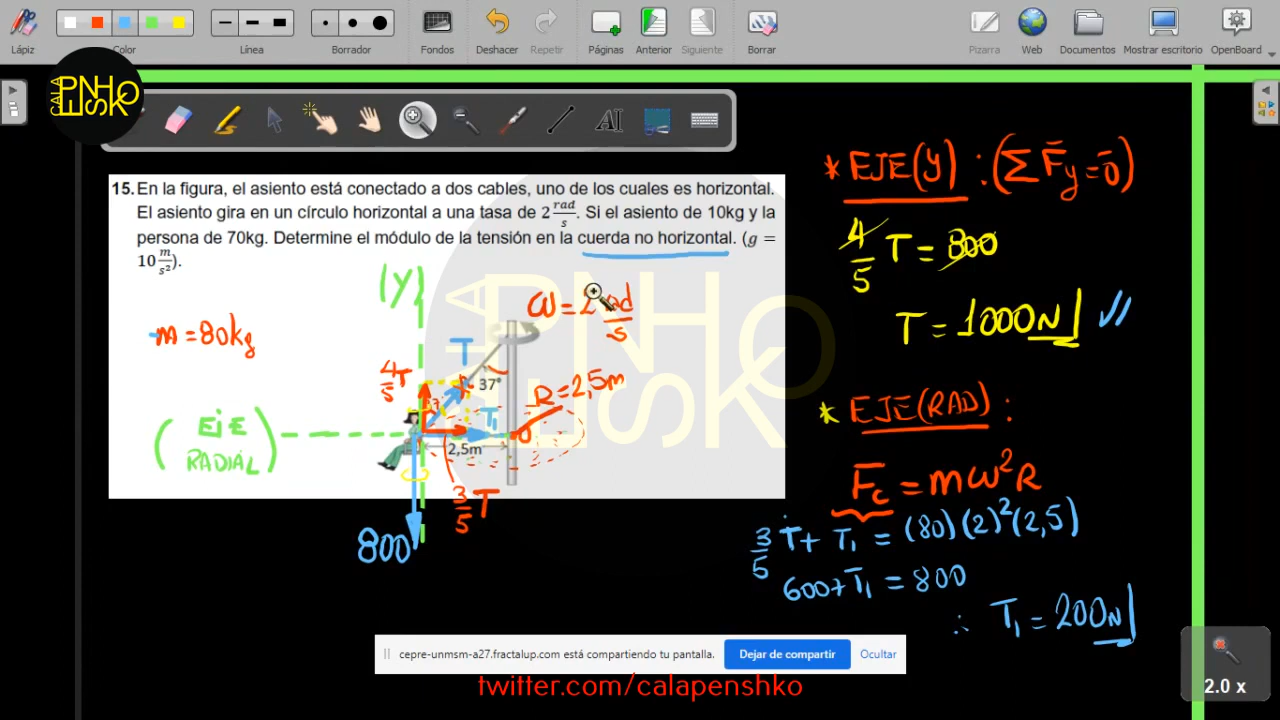 Lápiz
Color
Línea
Borrador
Fondos
Deshacer
Repetir
Páginas
Anterior
Siguiente
Borrar
Pizarra
Web
Documentos
Mostrar escritorio
OpenBoard
CALA
PENHO
ESK
AI
15. En la figura, el asiento está conectado a dos cables, uno de los cuales es horizontal.
El asiento gira en un círculo horizontal a una tasa de 2 rad/s. Si el asiento de 10kg y la
persona de 70kg. Determine el módulo de la tensión en la cuerda no horizontal. (g =
10 m/s²).
(Y)
m = 80kg
ω = 2 rad/s
T
4/5 T
37°
R = 2,5m
T₁
(EJE
RADIAL)
2,5m
3/5 T
800
* EJE(Y) : (Σ F̄y = 0̄)
4/5 T = 800
T = 1000N //
* EJE(RAD) :
Fc = mω²R
3/5 T + T₁ = (80)(2)²(2,5)
600 + T₁ = 800
∴ T₁ = 200N
cepre-unmsm-a27.fractalup.com está compartiendo tu pantalla.
Dejar de compartir
Ocultar
2.0 x
twitter.com/calapenshko